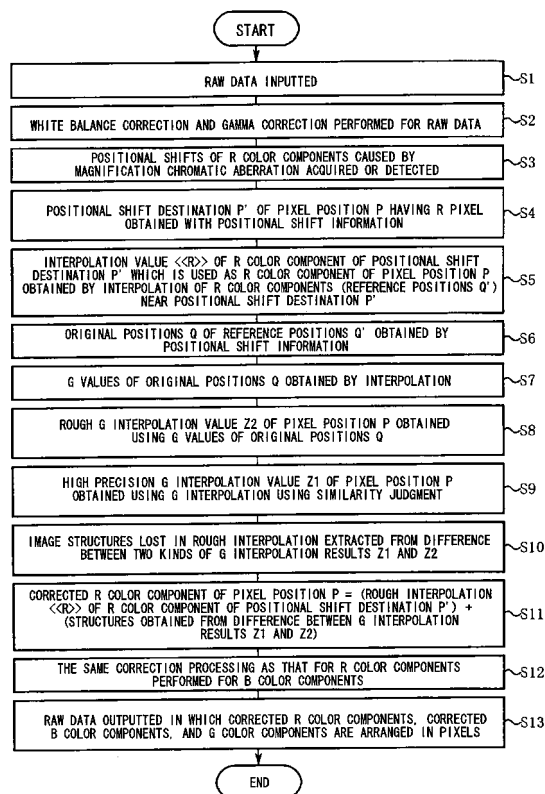 START
RAW DATA INPUTTED
S1
WHITE BALANCE CORRECTION AND GAMMA CORRECTION PERFORMED FOR RAW DATA
S2
POSITIONAL SHIFTS OF R COLOR COMPONENTS CAUSED BY
MAGNIFICATION CHROMATIC ABERRATION ACQUIRED OR DETECTED
S3
POSITIONAL SHIFT DESTINATION P' OF PIXEL POSITION P HAVING R PIXEL
OBTAINED WITH POSITIONAL SHIFT INFORMATION
S4
INTERPOLATION VALUE <<R>> OF R COLOR COMPONENT OF POSITIONAL SHIFT
DESTINATION P' WHICH IS USED AS R COLOR COMPONENT OF PIXEL POSITION P
OBTAINED BY INTERPOLATION OF R COLOR COMPONENTS (REFERENCE POSITIONS Q')
NEAR POSITIONAL SHIFT DESTINATION P'
S5
ORIGINAL POSITIONS Q OF REFERENCE POSITIONS Q' OBTAINED BY
POSITIONAL SHIFT INFORMATION
S6
G VALUES OF ORIGINAL POSITIONS Q OBTAINED BY INTERPOLATION
S7
ROUGH G INTERPOLATION VALUE Z2 OF PIXEL POSITION P OBTAINED
USING G VALUES OF ORIGINAL POSITIONS Q
S8
HIGH PRECISION G INTERPOLATION VALUE Z1 OF PIXEL POSITION P
OBTAINED USING G INTERPOLATION USING SIMILARITY JUDGMENT
S9
IMAGE STRUCTURES LOST IN ROUGH INTERPOLATION EXTRACTED FROM DIFFERENCE
BETWEEN TWO KINDS OF G INTERPOLATION RESULTS Z1 AND Z2
S10
CORRECTED R COLOR COMPONENT OF PIXEL POSITION P = (ROUGH INTERPOLATION
<<R>> OF R COLOR COMPONENT OF POSITIONAL SHIFT DESTINATION P') +
(STRUCTURES OBTAINED FROM DIFFERENCE BETWEEN G INTERPOLATION
RESULTS Z1 AND Z2)
S11
THE SAME CORRECTION PROCESSING AS THAT FOR R COLOR COMPONENTS
PERFORMED FOR B COLOR COMPONENTS
S12
RAW DATA OUTPUTTED IN WHICH CORRECTED R COLOR COMPONENTS, CORRECTED
B COLOR COMPONENTS, AND G COLOR COMPONENTS ARE ARRANGED IN PIXELS
S13
END